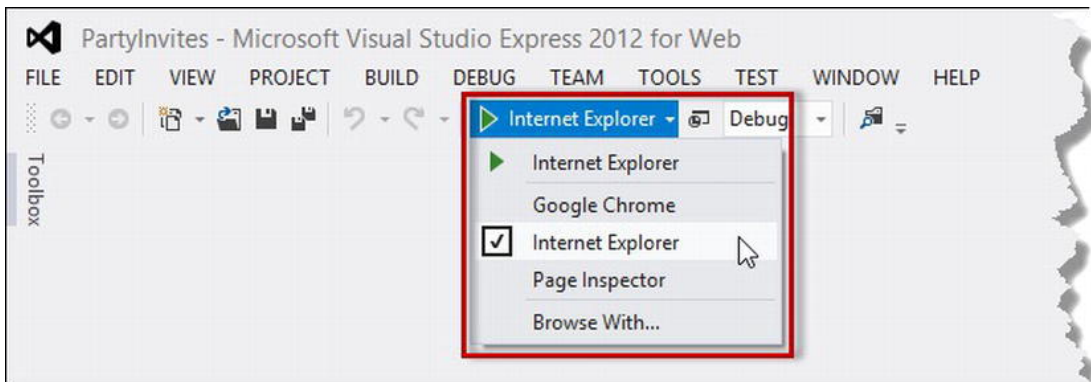 PartyInvites - Microsoft Visual Studio Express 2012 for Web
FILE EDIT VIEW PROJECT BUILD DEBUG TEAM TOOLS TEST WINDOW HELP
Internet Explorer Debug
Toolbox
Internet Explorer
Google Chrome
Internet Explorer
Page Inspector
Browse With...